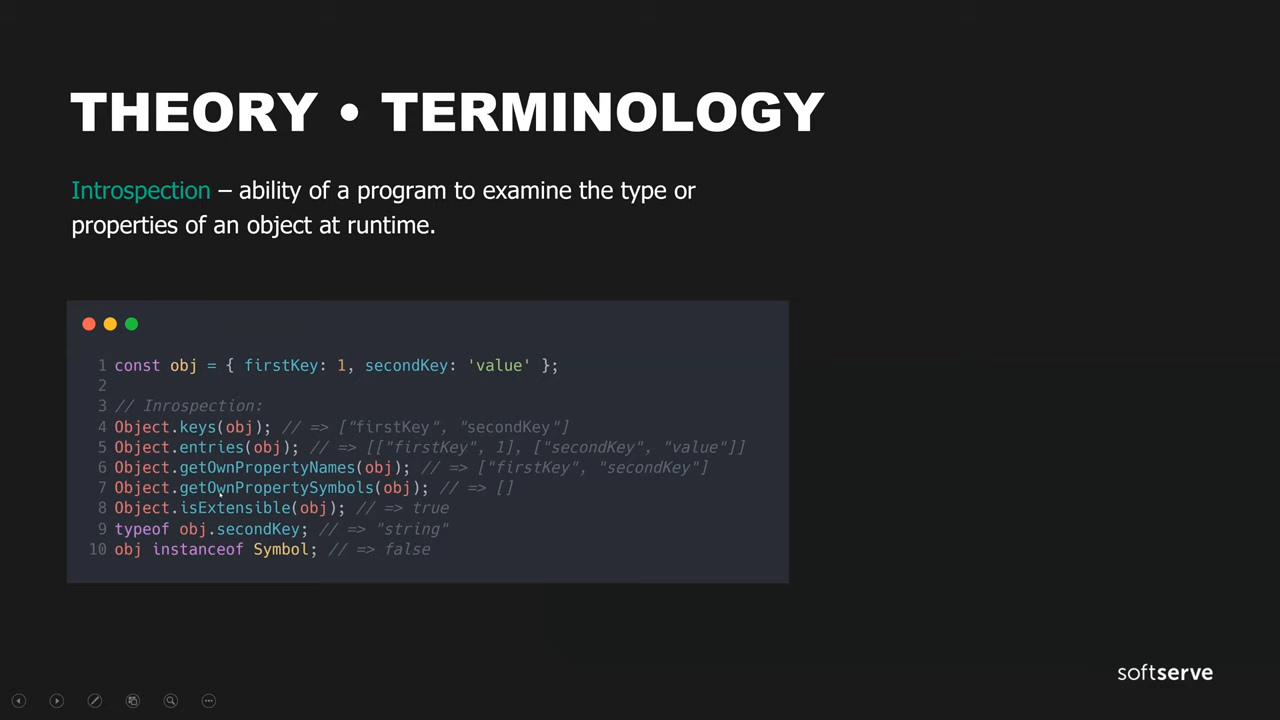 THEORY • TERMINOLOGY
Introspection – ability of a program to examine the type or
properties of an object at runtime.
1 const obj = { firstKey: 1, secondKey: 'value' };
2
3 // Inrospection:
4 Object.keys(obj); // => ["firstKey", "secondKey"]
5 Object.entries(obj); // => [["firstKey", 1], ["secondKey", "value"]]
6 Object.getOwnPropertyNames(obj); // => ["firstKey", "secondKey"]
7 Object.getOwnPropertySymbols(obj); // => []
8 Object.isExtensible(obj); // => true
9 typeof obj.secondKey; // => "string"
10 obj instanceof Symbol; // => false
softserve